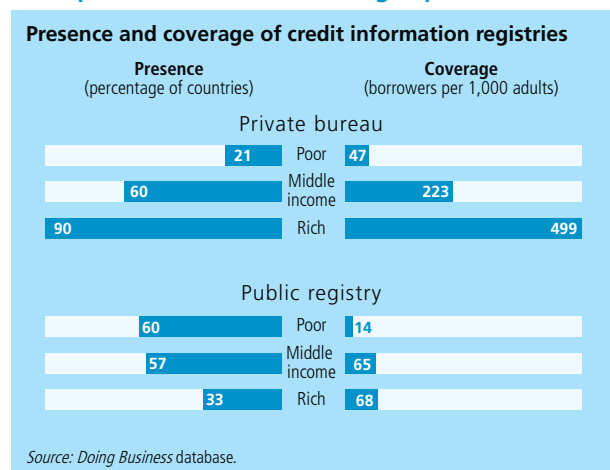 Presence and coverage of credit information registries
Presence Coverage
(percentage of countries) (borrowers per 1,000 adults)
Private bureau
21 Poor 47
60 Middle income 223
90 Rich 499
Public registry
60 Poor 14
57 Middle income 65
33 Rich 68
Source: Doing Business database.